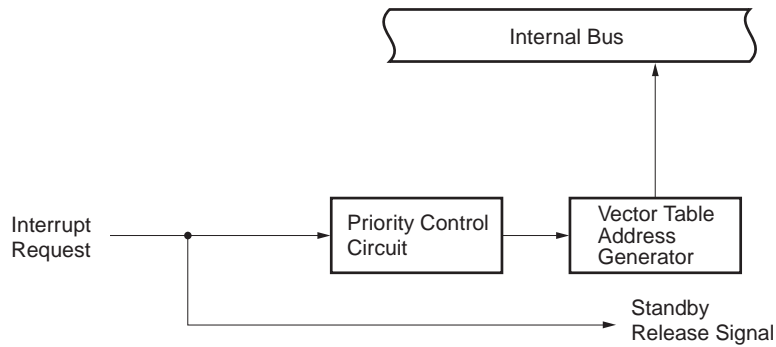 Internal Bus
Interrupt
Request
Priority Control
Circuit
Vector Table
Address
Generator
Standby
Release Signal